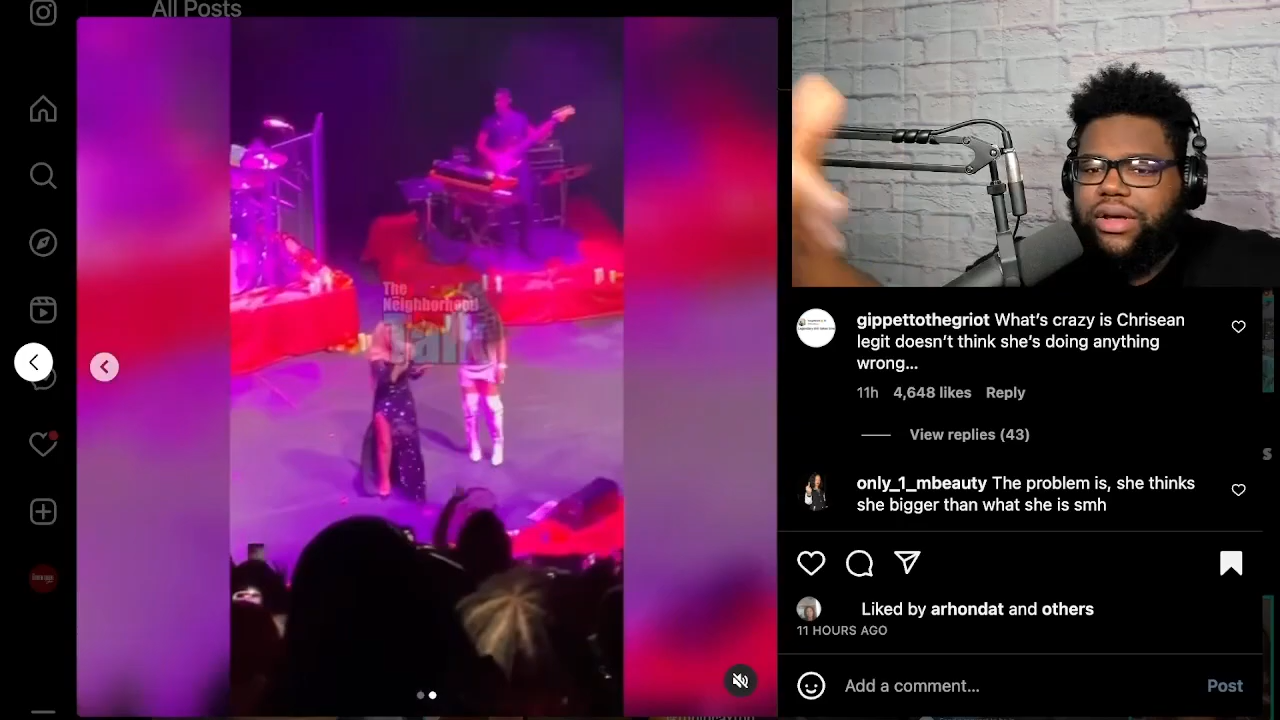 All Posts
The
Neighborhood
Talk
gippettothegriot What’s crazy is Chrisean
legit doesn’t think she’s doing anything
wrong...
11h 4,648 likes Reply
View replies (43)
only_1_mbeauty The problem is, she thinks
she bigger than what she is smh
Liked by arhondat and others
11 HOURS AGO
Add a comment... Post